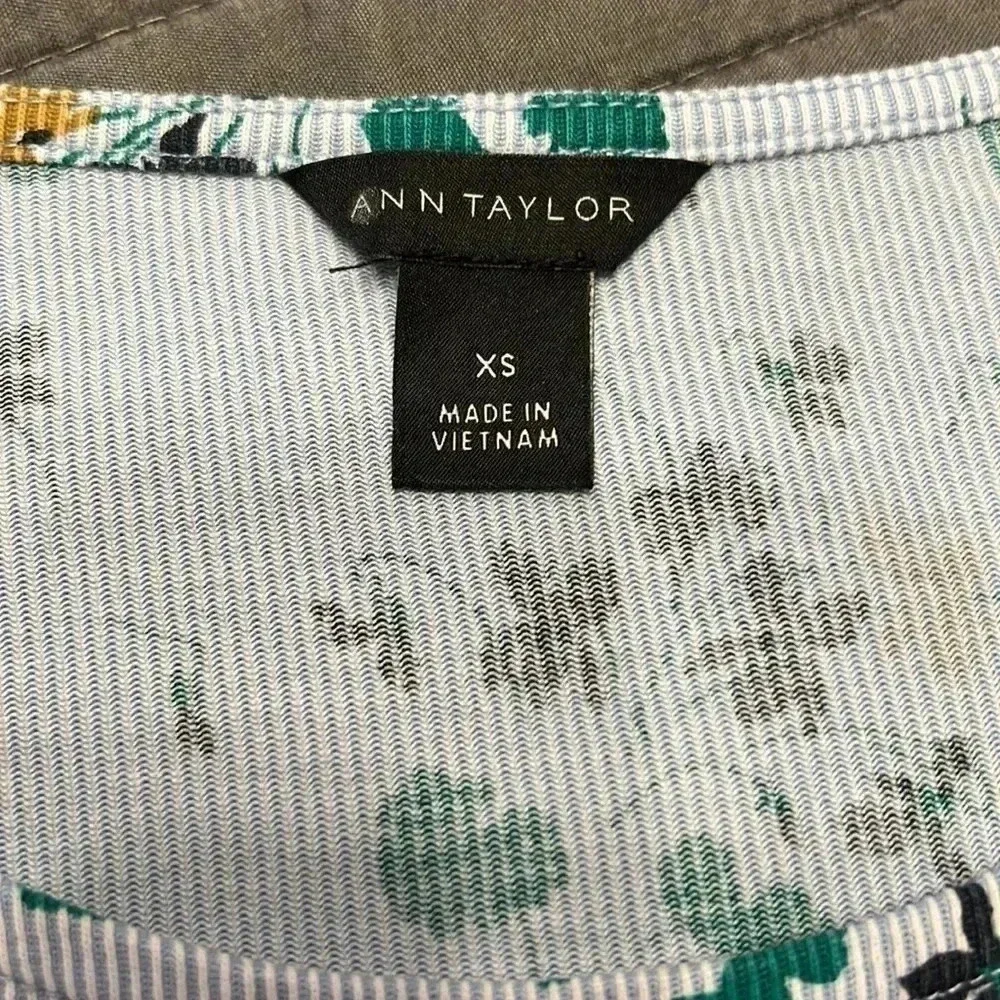 ANN TAYLOR
XS
MADE IN
VIETNAM